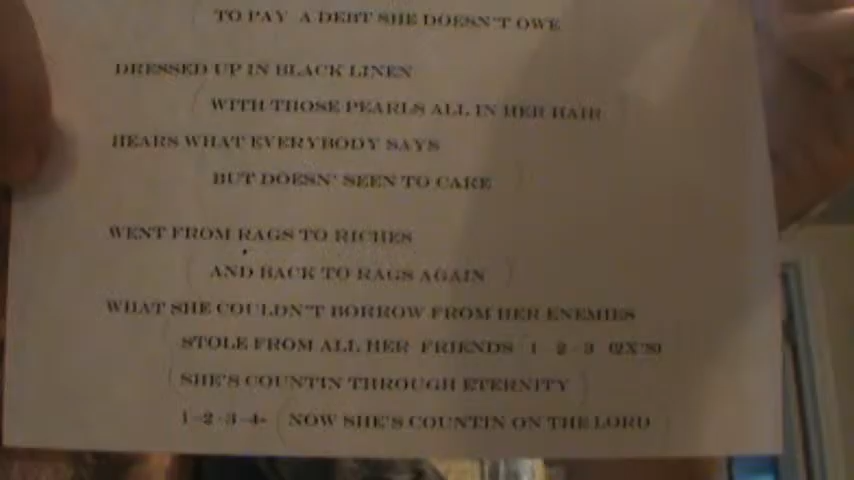 TO PAY A DEBT SHE DOESN'T OWE
DRESSED UP IN BLACK LINEN
(WITH THOSE PEARLS ALL IN HER HAIR
HEARS WHAT EVERYBODY SAYS
BUT DOESN' SEEN TO CARE )
WENT FROM RAGS TO RICHES
( AND BACK TO RAGS AGAIN )
WHAT SHE COULDN'T BORROW FROM HER ENEMIES
( STOLE FROM ALL HER FRIENDS 1 - 2 - 3 (2X'S)
( SHE'S COUNTIN THROUGH ETERNITY )
1-2-3-4- ( NOW SHE'S COUNTIN ON THE LORD )